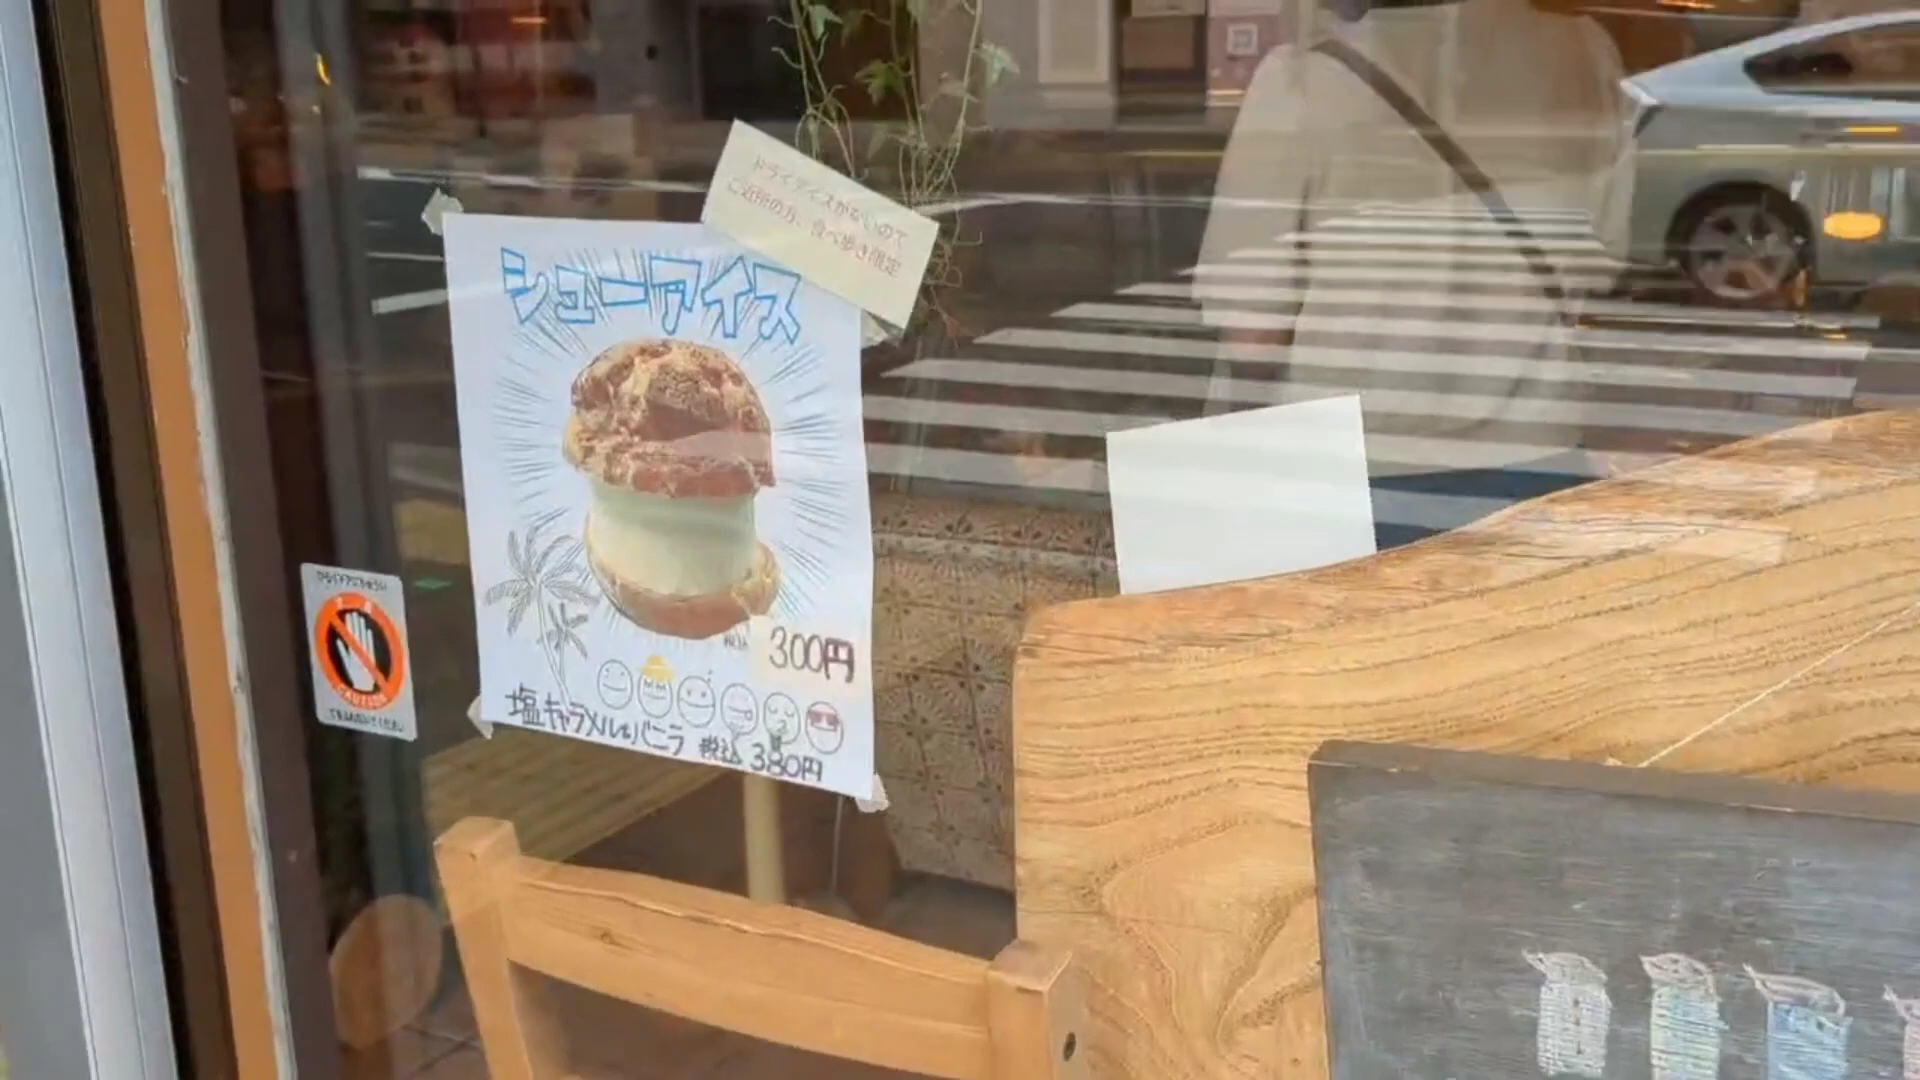 ドライアイスがないので
ご近所の方、食べ歩き限定
シューアイス
300円
塩キャラメル&バニラ 税込 380円
CAUTION